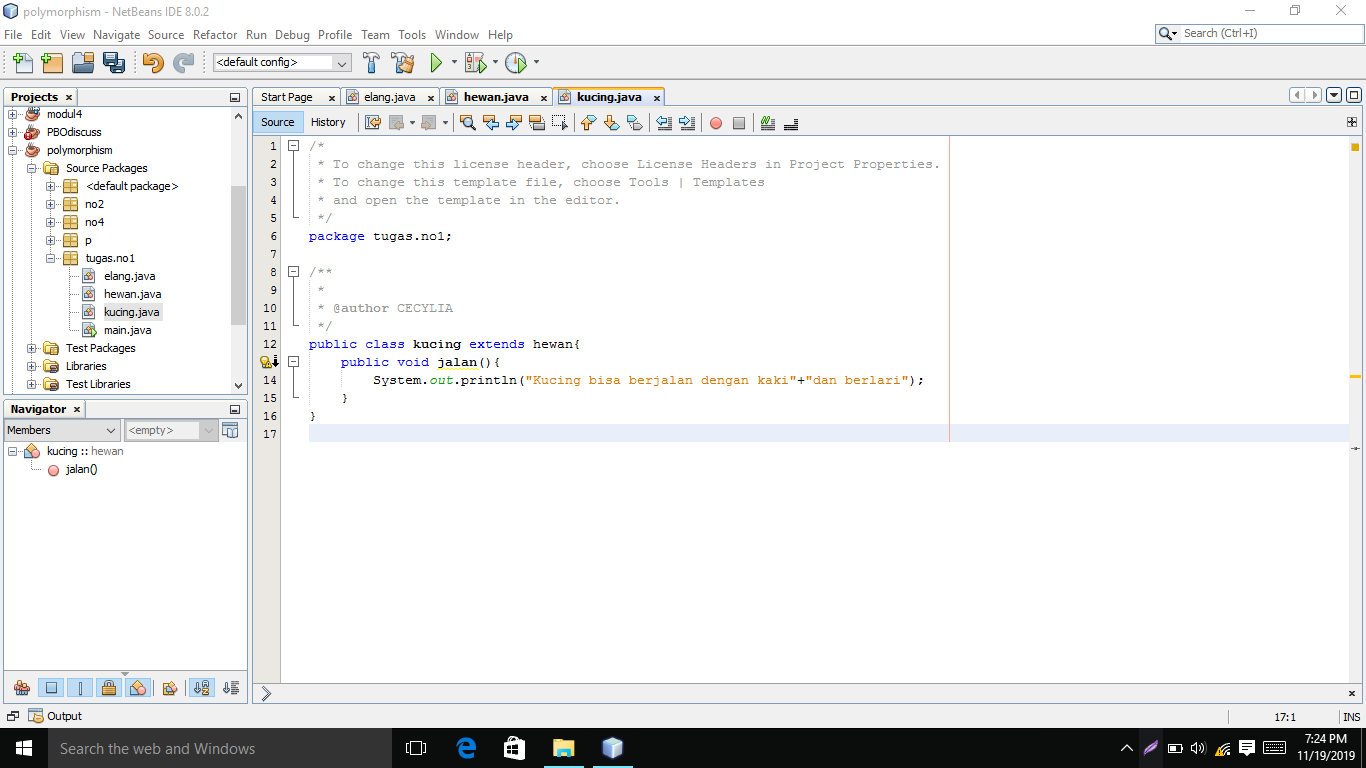 polymorphism - NetBeans IDE 8.0.2
File Edit View Navigate Source Refactor Run Debug Profile Team Tools Window Help
Search (Ctrl+I)
<default config>
Projects
modul4
PBOdiscuss
polymorphism
Source Packages
<default package>
no2
no4
p
tugas.no1
elang.java
hewan.java
kucing.java
main.java
Test Packages
Libraries
Test Libraries
Navigator
Members
<empty>
kucing :: hewan
jalan()
Start Page elang.java hewan.java kucing.java
Source History
1 /*
2 * To change this license header, choose License Headers in Project Properties.
3 * To change this template file, choose Tools | Templates
4 * and open the template in the editor.
5 */
6 package tugas.no1;
7
8 /**
9 *
10 * @author CECYLIA
11 */
12 public class kucing extends hewan{
public void jalan(){
14 System.out.println("Kucing bisa berjalan dengan kaki"+"dan berlari");
15 }
16 }
17
Output
17:1 INS
Search the web and Windows
7:24 PM
11/19/2019